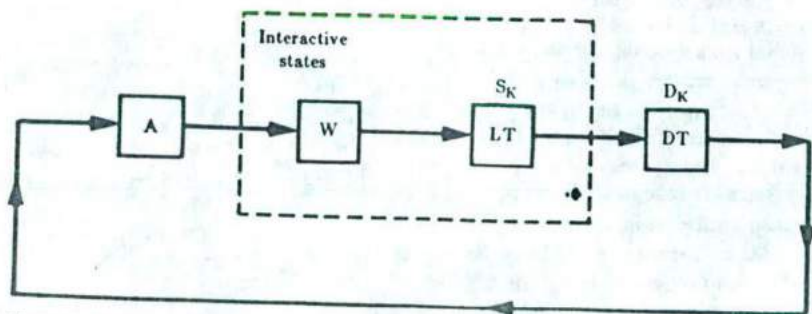 Interactive
states
S_K
D_K
A
W
LT
DT